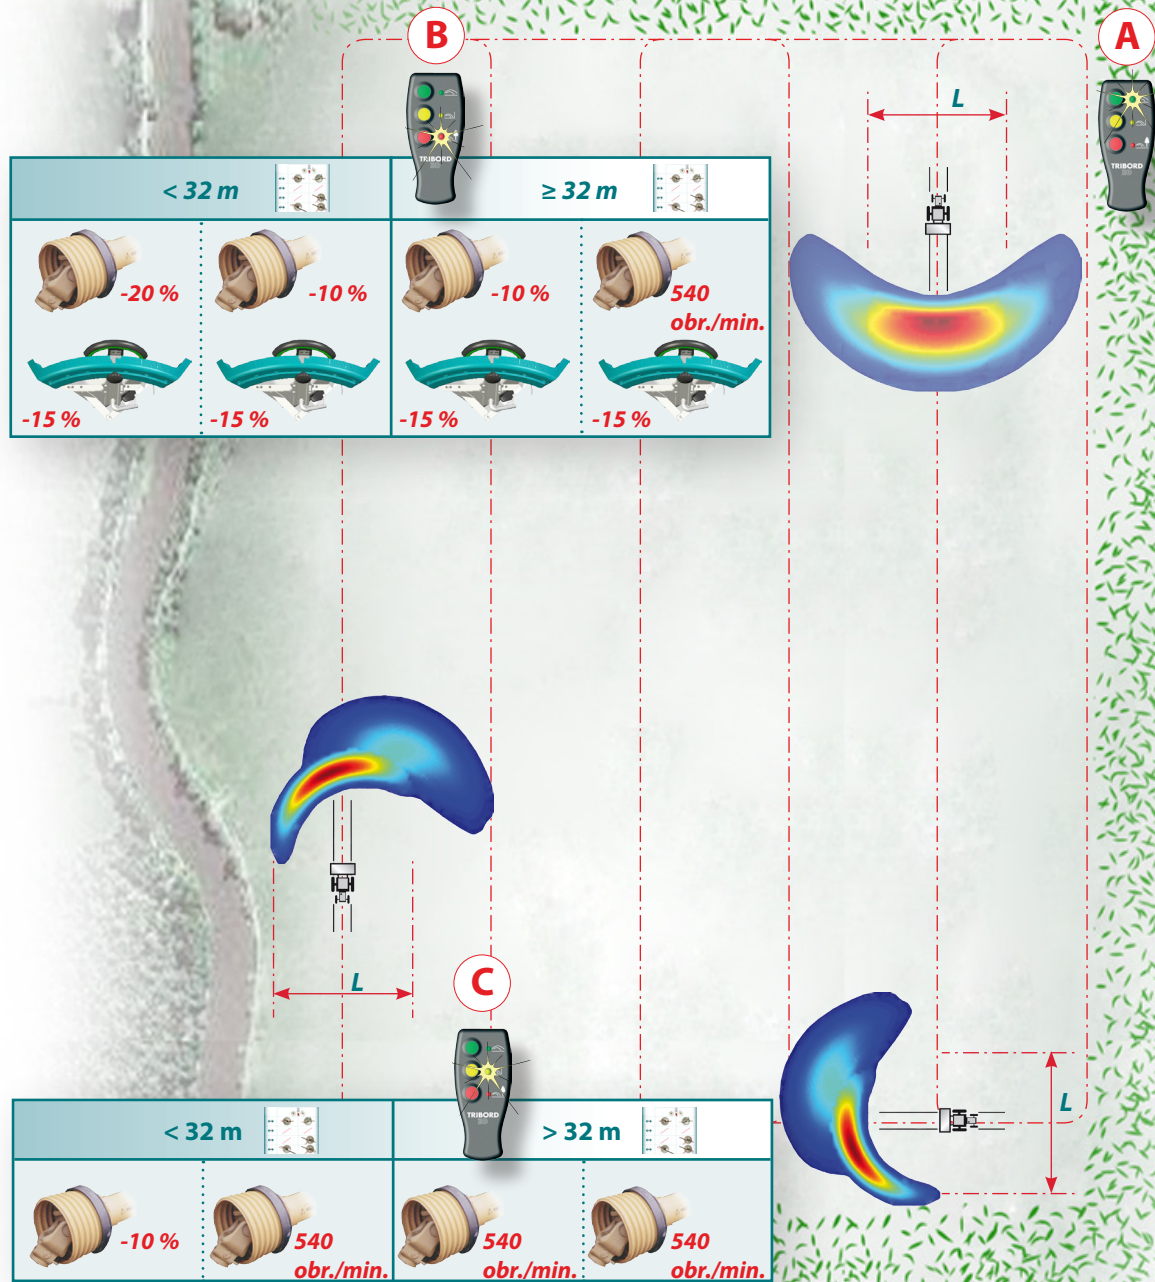 B
A
L
TRIBORD
TRIBORD
< 32 m
≥ 32 m
-20 %
-10 %
-10 %
540
obr./min.
-15 %
-15 %
-15 %
-15 %
L
C
L
TRIBORD
< 32 m
> 32 m
-10 %
540
obr./min.
540
obr./min.
540
obr./min.